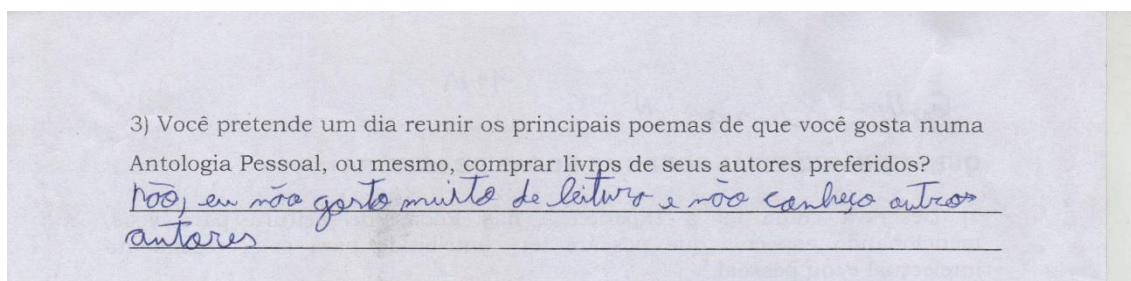 3) Você pretende um dia reunir os principais poemas de que você gosta numa
Antologia Pessoal, ou mesmo, comprar livros de seus autores preferidos?
não, eu não gosto muito de leitura e não conheço outros
autores